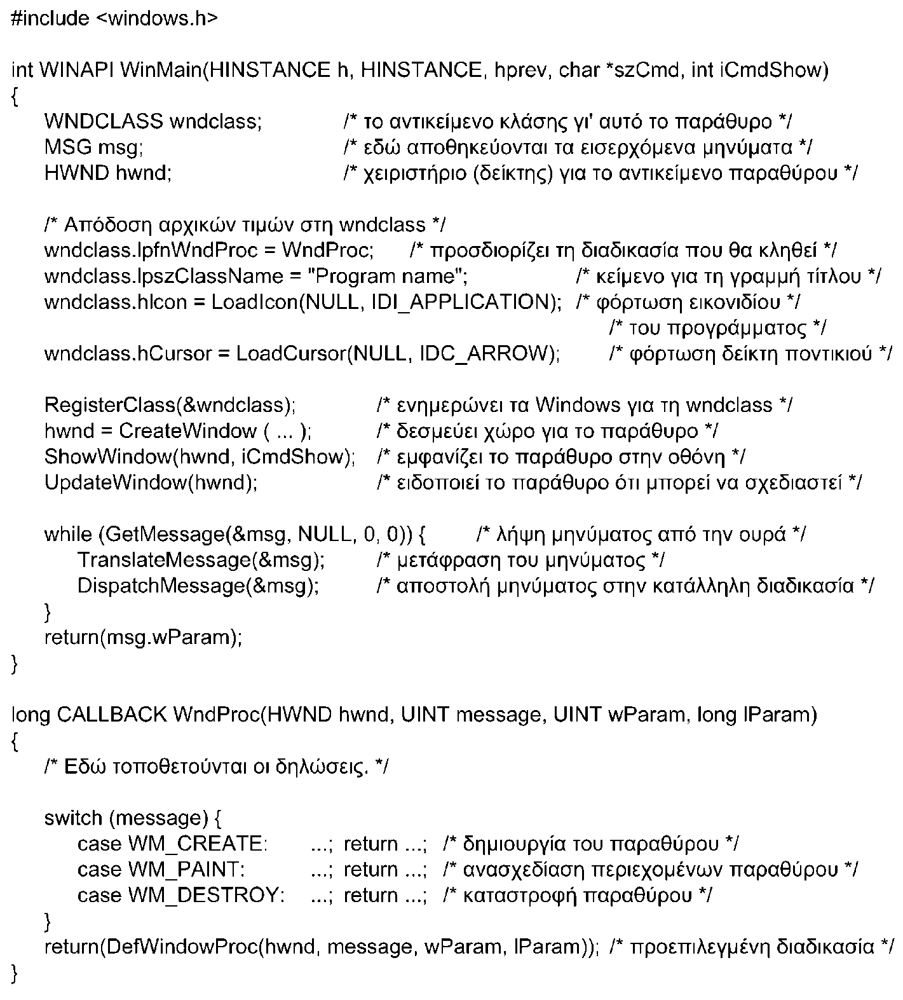 #include <windows.h>
int WINAPI WinMain(HINSTANCE h, HINSTANCE, hprev, char *szCmd, int iCmdShow)
{
WNDCLASS wndclass; /* το αντικείμενο κλάσης γι' αυτό το παράθυρο */
MSG msg; /* εδώ αποθηκεύονται τα εισερχόμενα μηνύματα */
HWND hwnd; /* χειριστήριο (δείκτης) για το αντικείμενο παραθύρου */
/* Απόδοση αρχικών τιμών στη wndclass */
wndclass.lpfnWndProc = WndProc; /* προσδιορίζει τη διαδικασία που θα κληθεί */
wndclass.lpszClassName = "Program name"; /* κείμενο για τη γραμμή τίτλου */
wndclass.hIcon = LoadIcon(NULL, IDI_APPLICATION); /* φόρτωση εικονιδίου */
/* του προγράμματος */
wndclass.hCursor = LoadCursor(NULL, IDC_ARROW); /* φόρτωση δείκτη ποντικιού */
RegisterClass(&wndclass); /* ενημερώνει τα Windows για τη wndclass */
hwnd = CreateWindow ( ... ); /* δεσμεύει χώρο για το παράθυρο */
ShowWindow(hwnd, iCmdShow); /* εμφανίζει το παράθυρο στην οθόνη */
UpdateWindow(hwnd); /* ειδοποιεί το παράθυρο ότι μπορεί να σχεδιαστεί */
while (GetMessage(&msg, NULL, 0, 0)) { /* λήψη μηνύματος από την ουρά */
TranslateMessage(&msg); /* μετάφραση του μηνύματος */
DispatchMessage(&msg); /* αποστολή μηνύματος στην κατάλληλη διαδικασία */
}
return(msg.wParam);
}
long CALLBACK WndProc(HWND hwnd, UINT message, UINT wParam, long lParam)
{
/* Εδώ τοποθετούνται οι δηλώσεις. */
switch (message) {
case WM_CREATE: ...; return ...; /* δημιουργία του παραθύρου */
case WM_PAINT: ...; return ...; /* ανασχεδίαση περιεχομένων παραθύρου */
case WM_DESTROY: ...; return ...; /* καταστροφή παραθύρου */
}
return(DefWindowProc(hwnd, message, wParam, lParam)); /* προεπιλεγμένη διαδικασία */
}